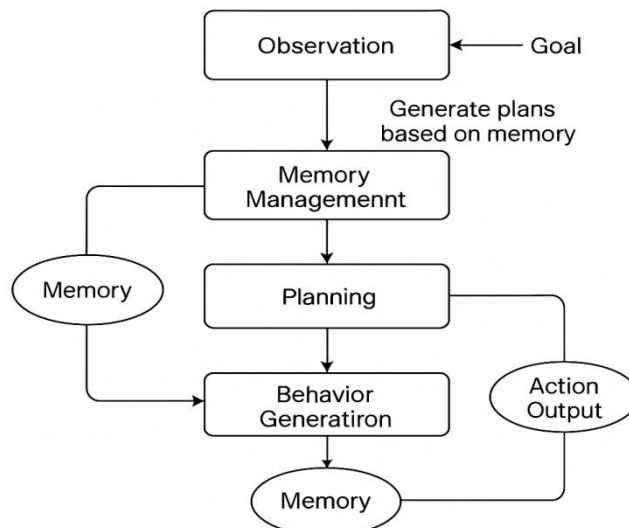 Observation
Goal
Generate plans
based on memory
Memory
Managemennt
Memory
Planning
Behavior
Generatiron
Action
Output
Memory